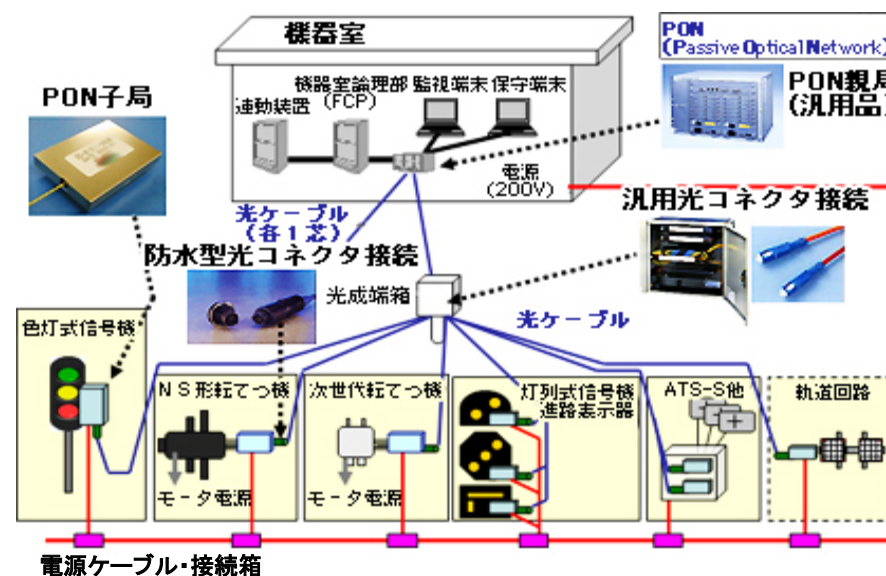 機器室
PON
(Passive Optical Network)
PON子局
機器室論理部
(FCP)
監視端末
保守端末
連動装置
PON親局
(汎用品)
電源
(200V)
光ケーブル
(各1芯)
汎用光コネクタ接続
防水型光コネクタ接続
光成端箱
光ケーブル
色灯式信号機
NS形転てつ機
次世代転てつ機
灯列式信号機
進路表示器
ATS-S他
軌道回路
モータ電源
モータ電源
電源ケーブル・接続箱